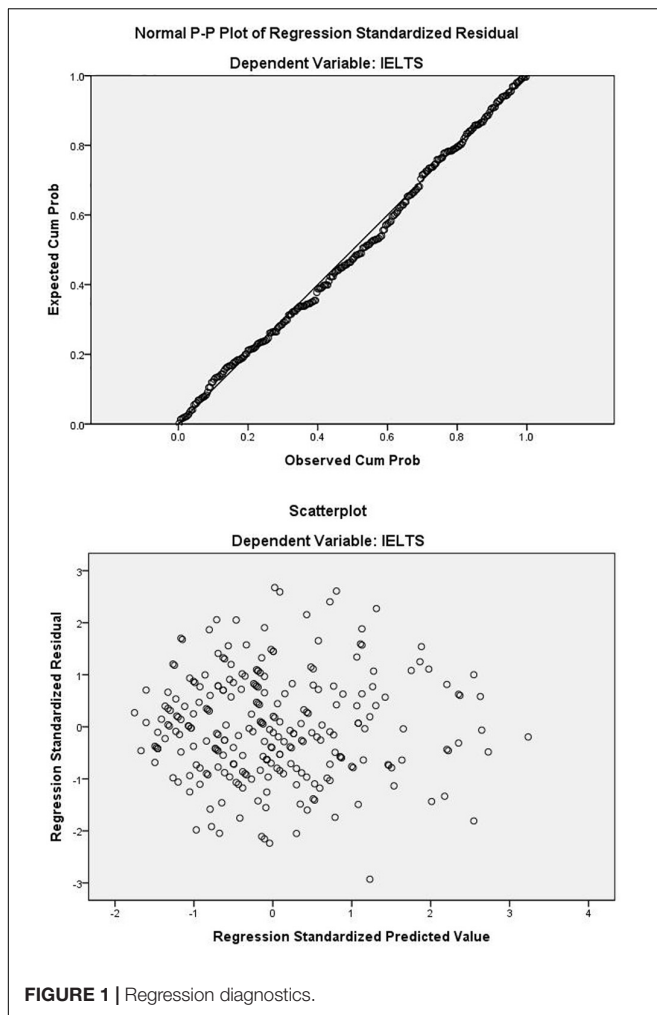 Normal P-P Plot of Regression Standardized Residual
Dependent Variable: IELTS
1.0
0.8
0.6
0.4
0.2
0.0
Expected Cum Prob
0.0 0.2 0.4 0.6 0.8 1.0
Observed Cum Prob
Scatterplot
Dependent Variable: IELTS
3
2
1
0
-1
-2
-3
Regression Standardized Residual
-2 -1 0 1 2 3 4
Regression Standardized Predicted Value
FIGURE 1 | Regression diagnostics.